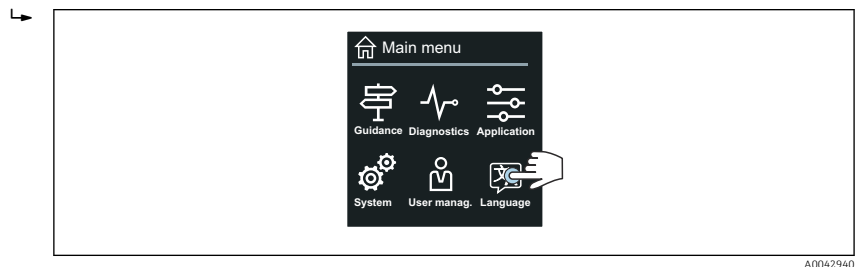 Main menu
Guidance Diagnostics Application
System User manag. Language
A0042940